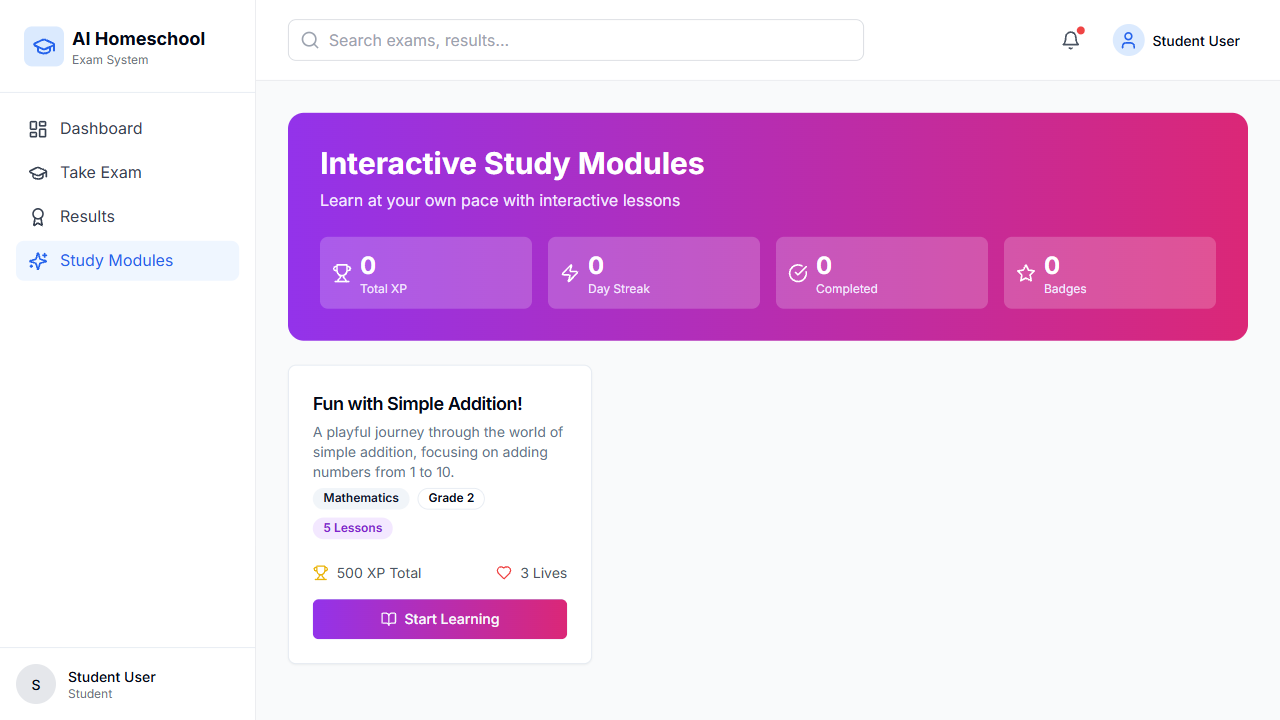 AI Homeschool
Exam System
Search exams, results...
Student User
Dashboard
Take Exam
Results
Study Modules
Interactive Study Modules
Learn at your own pace with interactive lessons
0
Total XP
0
Day Streak
0
Completed
0
Badges
Fun with Simple Addition!
A playful journey through the world of
simple addition, focusing on adding
numbers from 1 to 10.
Mathematics
Grade 2
5 Lessons
500 XP Total
3 Lives
Start Learning
S
Student User
Student